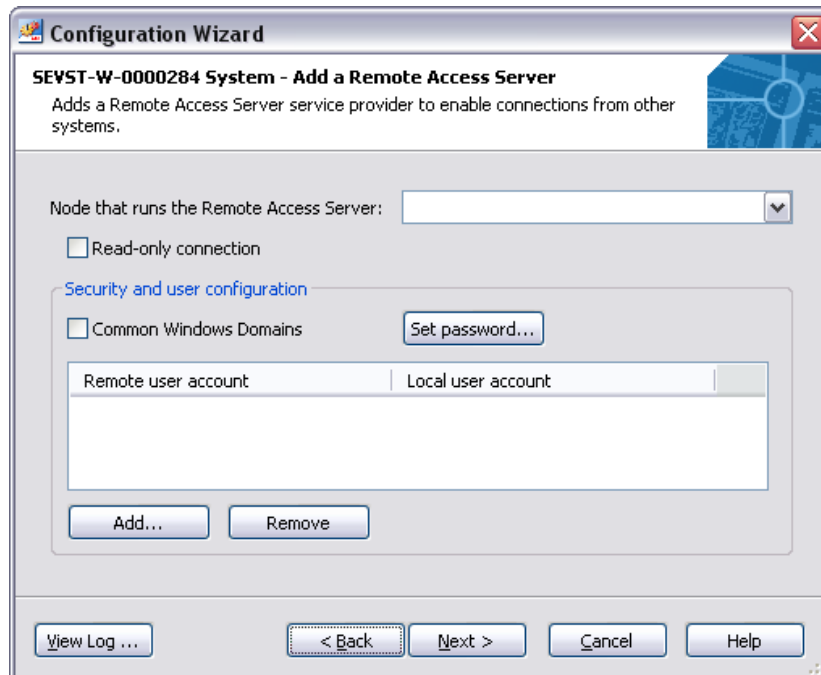 Configuration Wizard
SEVST-W-0000284 System - Add a Remote Access Server
Adds a Remote Access Server service provider to enable connections from other
systems.
Node that runs the Remote Access Server:
Read-only connection
Security and user configuration
Common Windows Domains
Set password...
Remote user account
Local user account
Add...
Remove
View Log ...
< Back
Next >
Cancel
Help